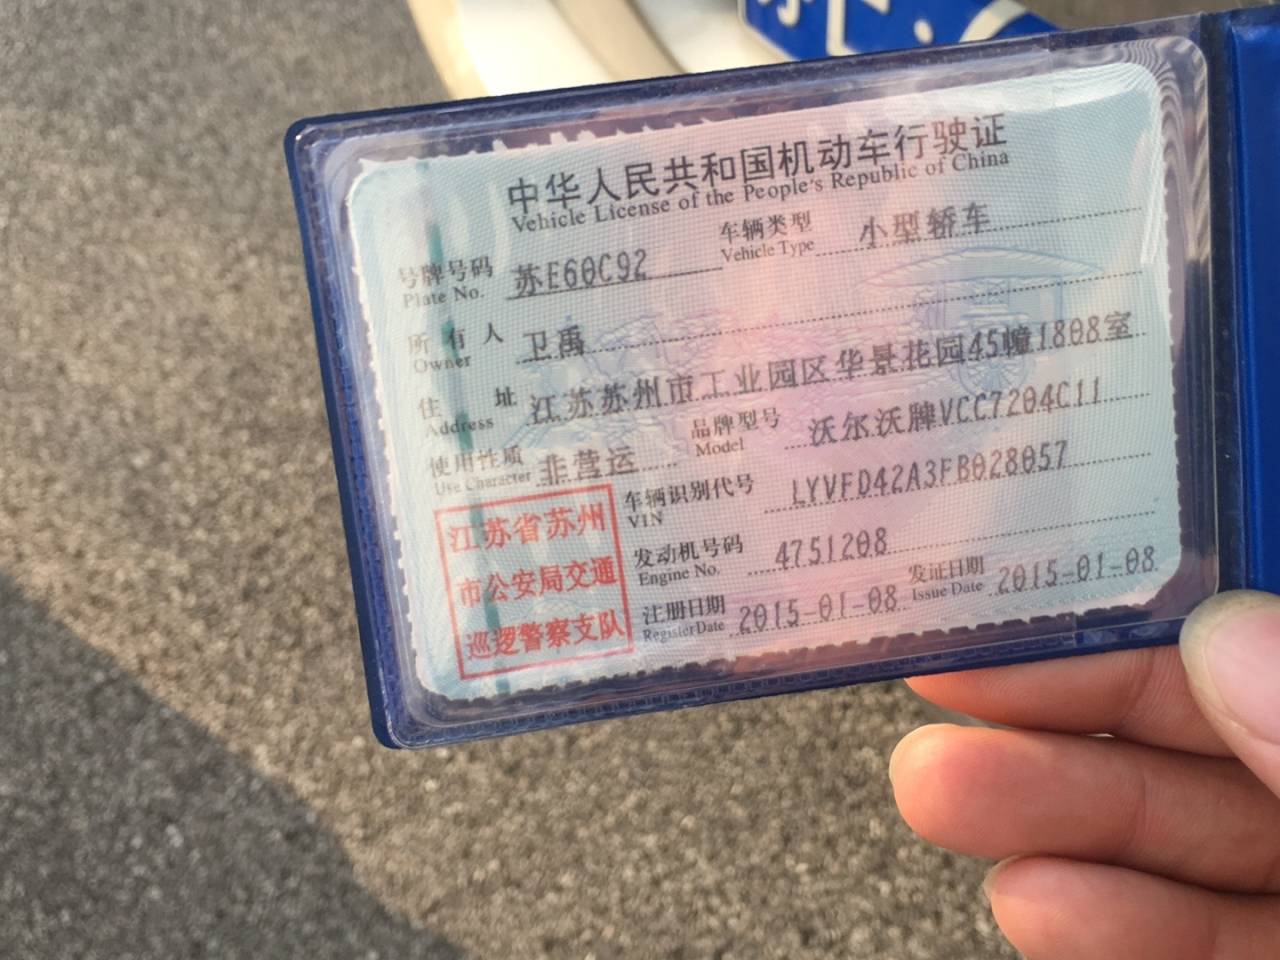 中华人民共和国机动车行驶证
Vehicle License of the People's Republic of China
号牌号码 苏E60C92 车辆类型 小型轿车
Plate No. Vehicle Type
所有人 卫禹
Owner
住址 江苏苏州市工业园区华景花园45幢1808室
Address
使用性质 非营运 品牌型号 沃尔沃牌VCC7204C11
Use Character Model
车辆识别代号 LYVFD42A3FB028057
VIN
发动机号码 4751208
Engine No.
注册日期 2015-01-08 发证日期 2015-01-08
Register Date Issue Date
江苏省苏州
市公安局交通
巡逻警察支队